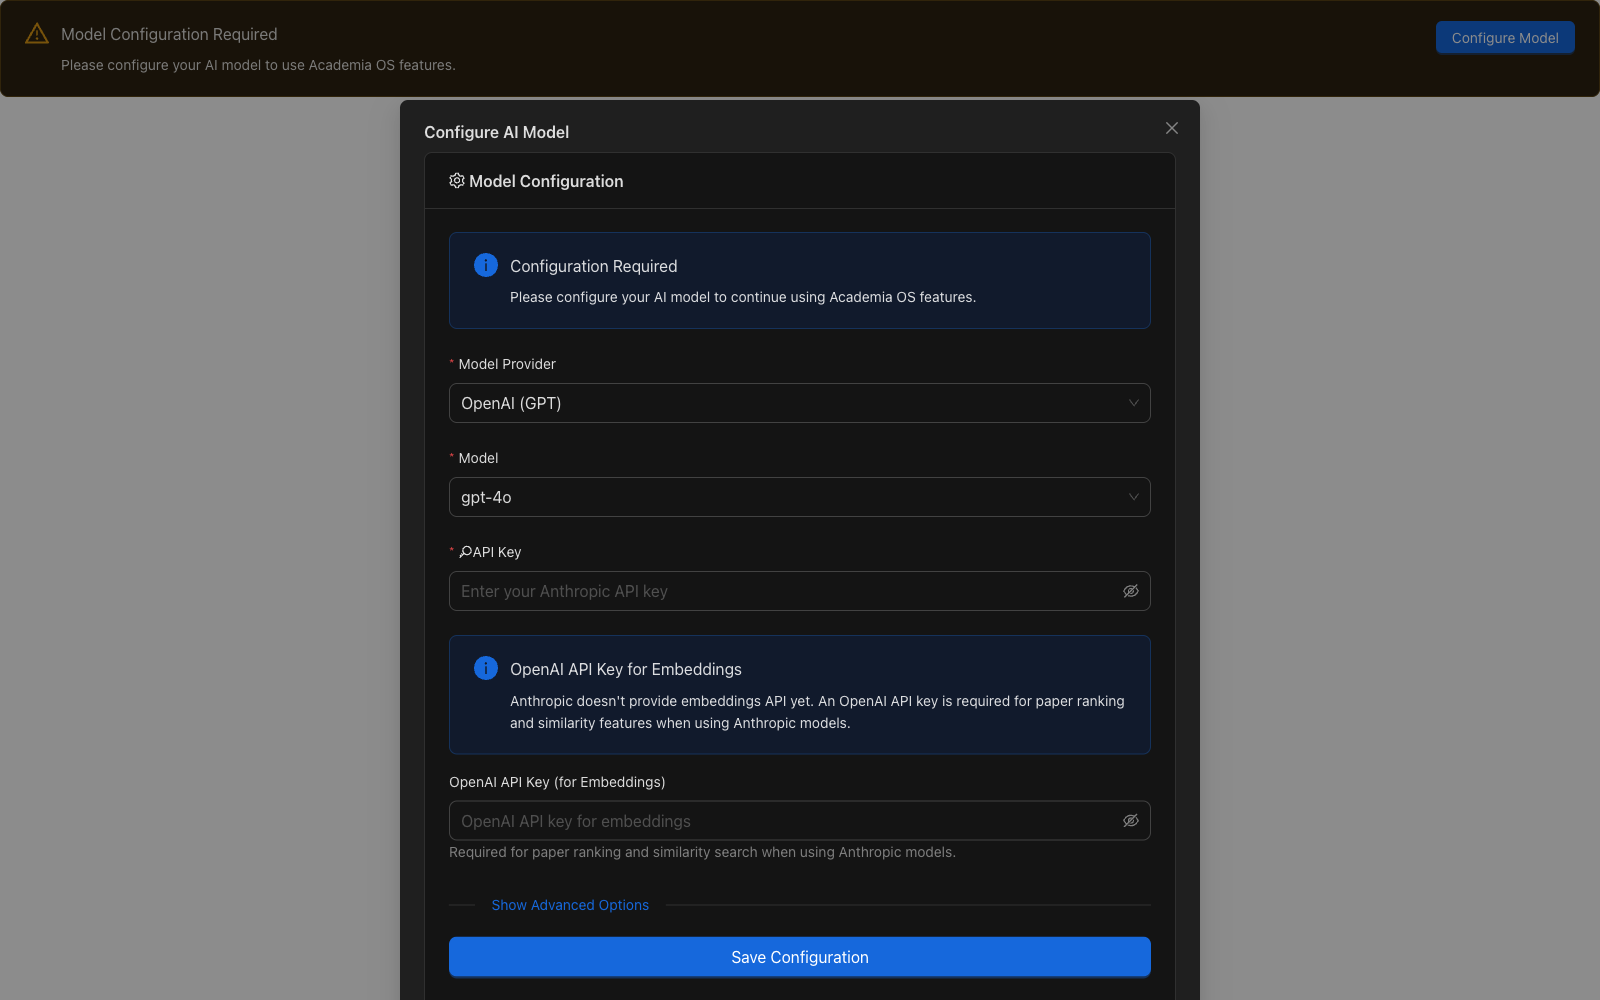 Model Configuration Required
Please configure your AI model to use Academia OS features.
Configure Model
Configure AI Model
Model Configuration
Configuration Required
Please configure your AI model to continue using Academia OS features.
* Model Provider
OpenAI (GPT)
* Model
gpt-4o
* API Key
Enter your Anthropic API key
OpenAI API Key for Embeddings
Anthropic doesn't provide embeddings API yet. An OpenAI API key is required for paper ranking
and similarity features when using Anthropic models.
OpenAI API Key (for Embeddings)
OpenAI API key for embeddings
Required for paper ranking and similarity search when using Anthropic models.
Show Advanced Options
Save Configuration